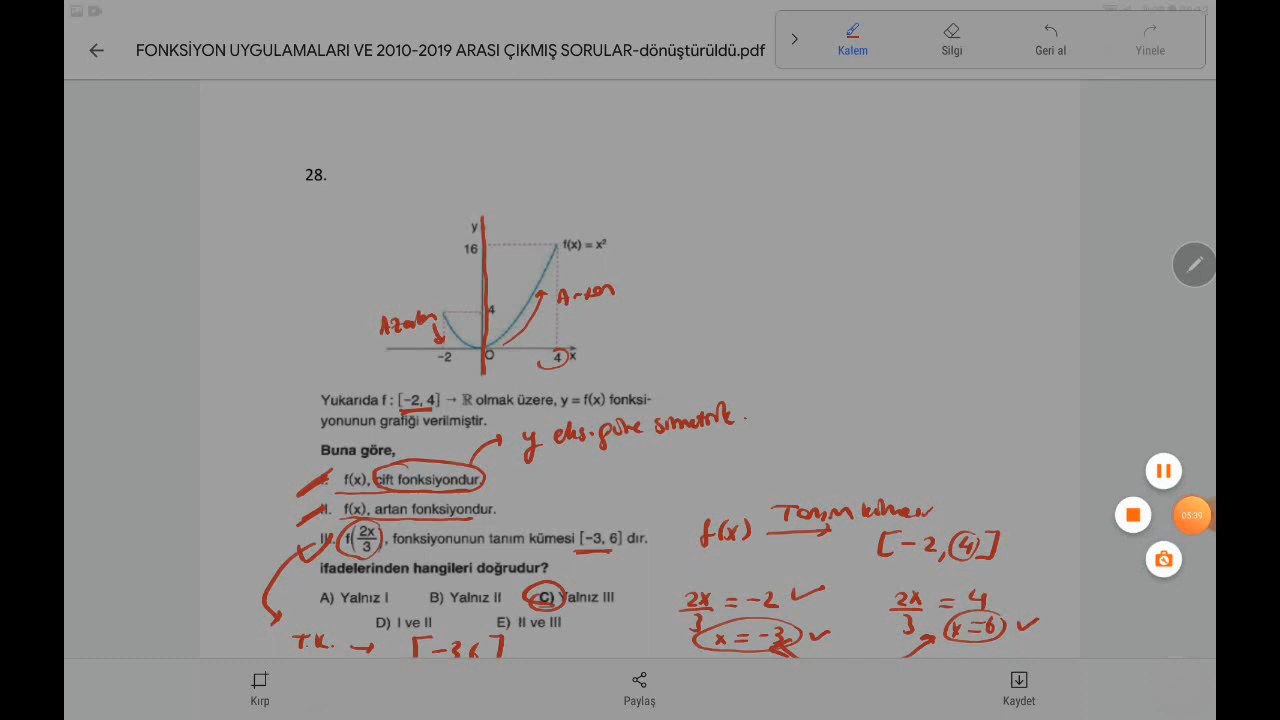 FONKSİYON UYGULAMALARI VE 2010-2019 ARASI ÇIKMIŞ SORULAR-dönüştürüldü.pdf
Kalem
Silgi
Geri al
Yinele
28.
y
16
f(x) = x²
4
Artan
Azalan
-2
O
4
x
Yukarıda f : [-2, 4] → ℝ olmak üzere, y = f(x) fonksi-
yonunun grafiği verilmiştir.
y eks. göre simetrik.
Buna göre,
I. f(x), çift fonksiyondur.
II. f(x), artan fonksiyondur.
III. f(2x/3), fonksiyonunun tanım kümesi [-3, 6] dır.
f(x) → Tanım kümesi
[-2, 4]
ifadelerinden hangileri doğrudur?
A) Yalnız I B) Yalnız II C) Yalnız III
D) I ve II E) II ve III
2x/3 = -2
x = -3
2x/3 = 4
x = 6
T.K. → [-3,6]
05:09
Kırp
Paylaş
Kaydet